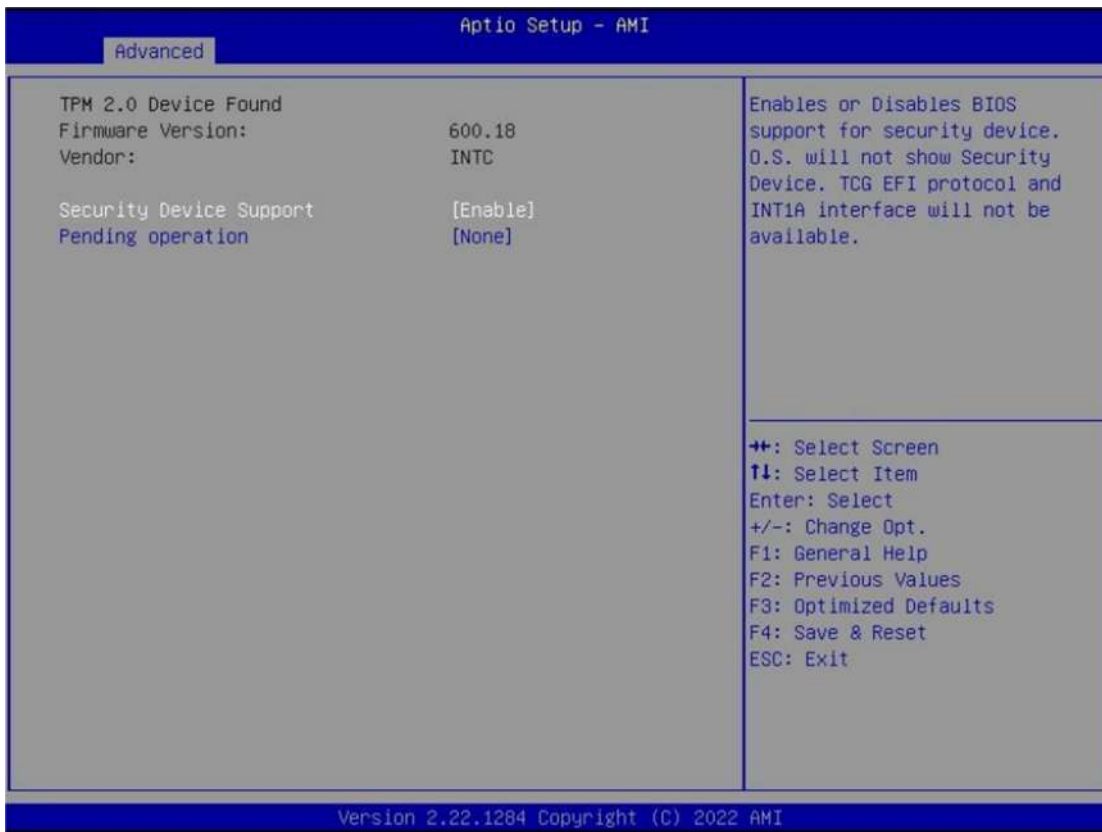 Aptio Setup – AMI
Advanced
TPM 2.0 Device Found
Firmware Version: 600.18
Vendor: INTC
Security Device Support [Enable]
Pending operation [None]
Enables or Disables BIOS
support for security device.
O.S. will not show Security
Device. TCG EFI protocol and
INT1A interface will not be
available.
→←: Select Screen
↑↓: Select Item
Enter: Select
+/-: Change Opt.
F1: General Help
F2: Previous Values
F3: Optimized Defaults
F4: Save & Reset
ESC: Exit
Version 2.22.1284 Copyright (C) 2022 AMI